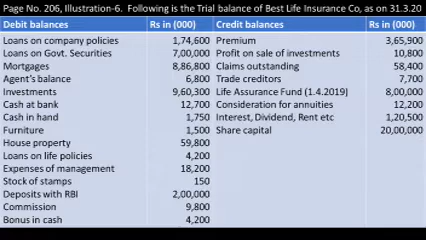 Page No. 206, Illustration-6. Following is the Trial balance of Best Life Insurance Co, as on 31.3.20
Debit balances Rs in (000) Credit balances Rs in (000)
Loans on company policies 1,74,600 Premium 3,65,900
Loans on Govt. Securities 7,00,000 Profit on sale of investments 10,800
Mortgages 8,86,800 Claims outstanding 58,400
Agent's balance 6,800 Trade creditors 7,700
Investments 9,60,300 Life Assurance Fund (1.4.2019) 8,00,000
Cash at bank 12,700 Consideration for annuities 12,200
Cash in hand 1,750 Interest, Dividend, Rent etc 1,20,500
Furniture 1,500 Share capital 20,00,000
House property 59,800
Loans on life policies 4,200
Expenses of management 18,200
Stock of stamps 150
Deposits with RBI 2,00,000
Commission 9,800
Bonus in cash 4,200